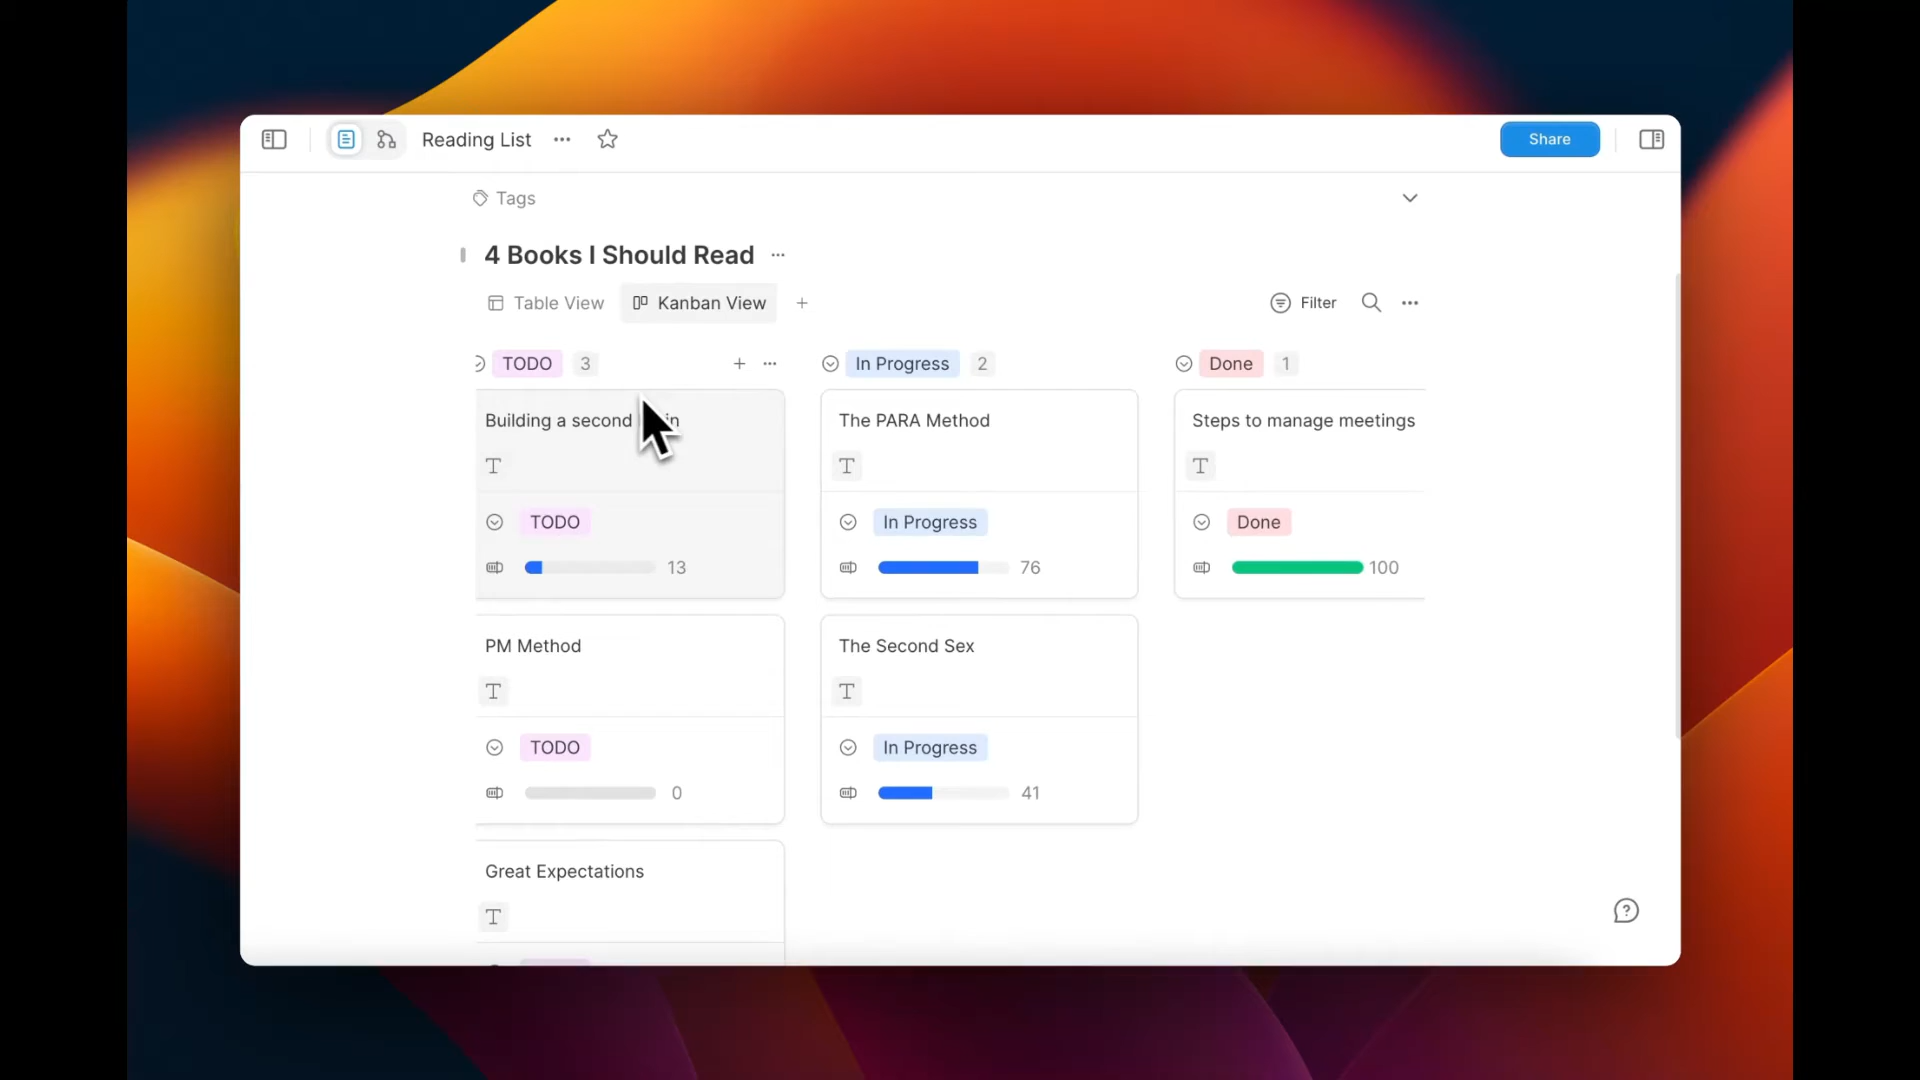 Reading List
Share
Tags
4 Books I Should Read
Table View
Kanban View
Filter
TODO 3
In Progress 2
Done 1
Building a second
TODO
13
PM Method
TODO
0
Great Expectations
The PARA Method
In Progress
76
The Second Sex
In Progress
41
Steps to manage meetings
Done
100